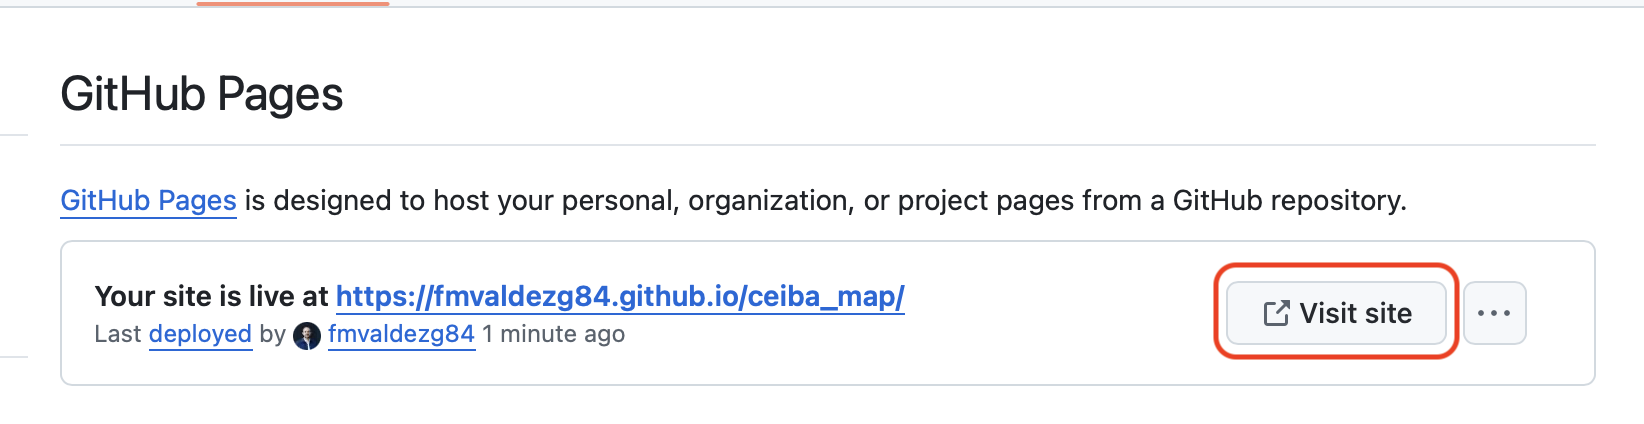 GitHub Pages
GitHub Pages is designed to host your personal, organization, or project pages from a GitHub repository.
Your site is live at https://fmvaldezg84.github.io/ceiba_map/
Last deployed by fmvaldezg84 1 minute ago
Visit site